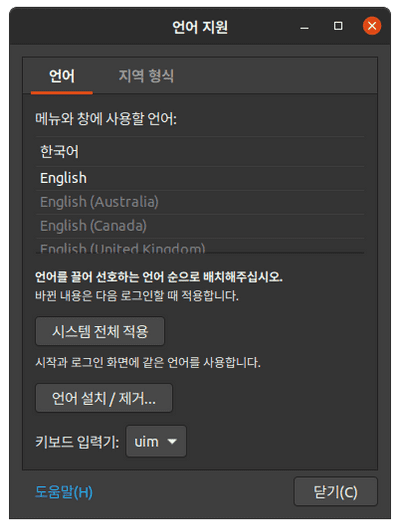 언어 지원
언어 지역 형식
메뉴와 창에 사용할 언어:
한국어
English
English (Australia)
English (Canada)
English (United Kingdom)
언어를 끌어 선호하는 언어 순으로 배치해주십시오.
바뀐 내용은 다음 로그인할 때 적용합니다.
시스템 전체 적용
시작과 로그인 화면에 같은 언어를 사용합니다.
언어 설치 / 제거...
키보드 입력기: uim
도움말(H) 닫기(C)